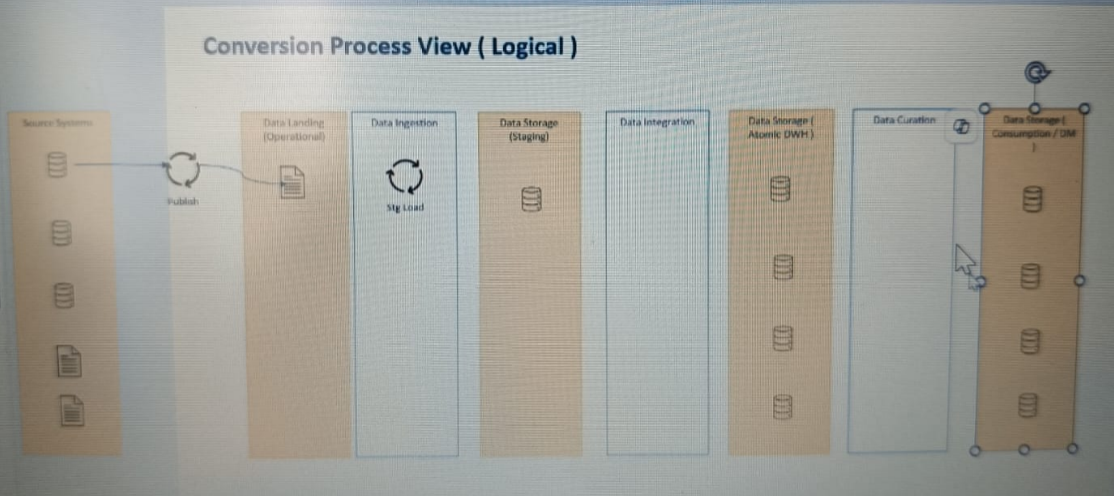 Conversion Process View ( Logical )
Source Systems
Publish
Data Landing
(Operational)
Data Ingestion
Stg Load
Data Storage
(Staging)
Data Integration
Data Storage (
Atomic DWH )
Data Curation
Data Storage (
Consumption / DM
)